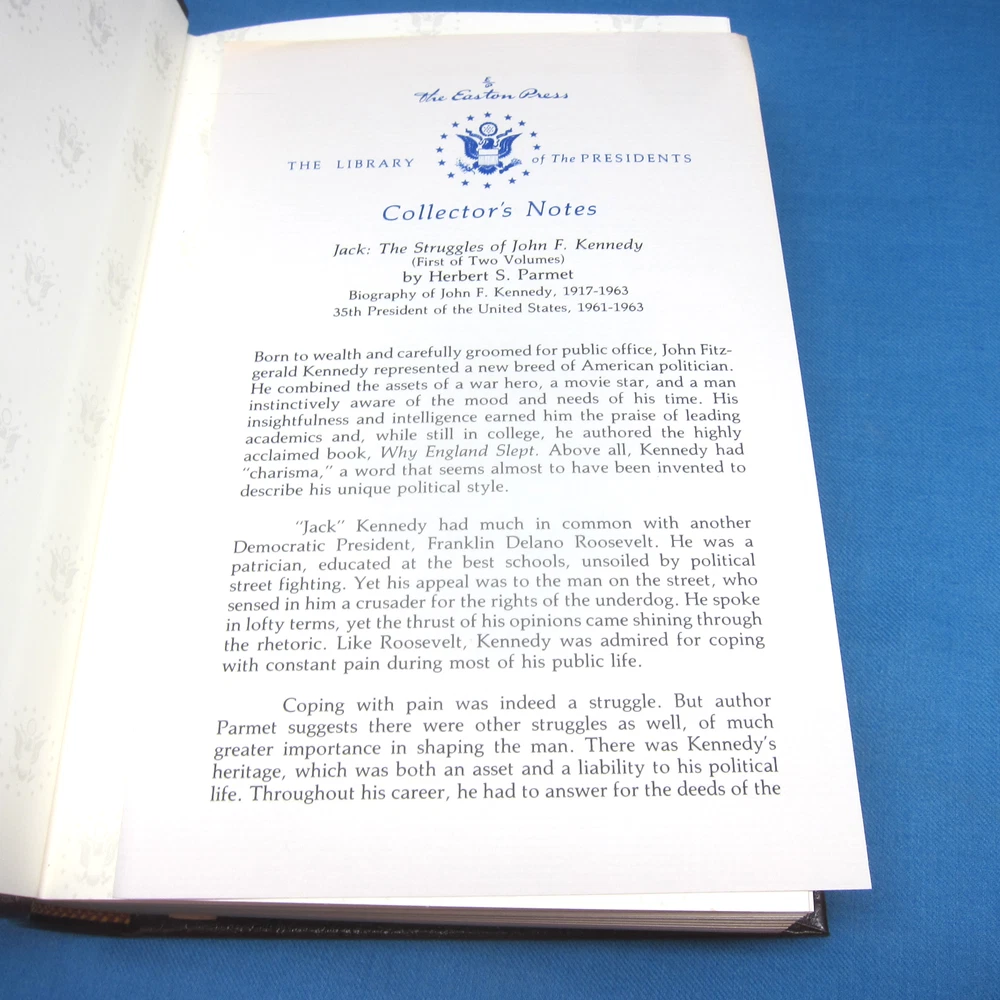 The Easton Press
THE LIBRARY of The PRESIDENTS
Collector's Notes
Jack: The Struggles of John F. Kennedy
(First of Two Volumes)
by Herbert S. Parmet
Biography of John F. Kennedy, 1917-1963
35th President of the United States, 1961-1963
Born to wealth and carefully groomed for public office, John Fitz-
gerald Kennedy represented a new breed of American politician.
He combined the assets of a war hero, a movie star, and a man
instinctively aware of the mood and needs of his time. His
insightfulness and intelligence earned him the praise of leading
academics and, while still in college, he authored the highly
acclaimed book, Why England Slept. Above all, Kennedy had
"charisma," a word that seems almost to have been invented to
describe his unique political style.
"Jack" Kennedy had much in common with another
Democratic President, Franklin Delano Roosevelt. He was a
patrician, educated at the best schools, unsoiled by political
street fighting. Yet his appeal was to the man on the street, who
sensed in him a crusader for the rights of the underdog. He spoke
in lofty terms, yet the thrust of his opinions came shining through
the rhetoric. Like Roosevelt, Kennedy was admired for coping
with constant pain during most of his public life.
Coping with pain was indeed a struggle. But author
Parmet suggests there were other struggles as well, of much
greater importance in shaping the man. There was Kennedy's
heritage, which was both an asset and a liability to his political
life. Throughout his career, he had to answer for the deeds of the